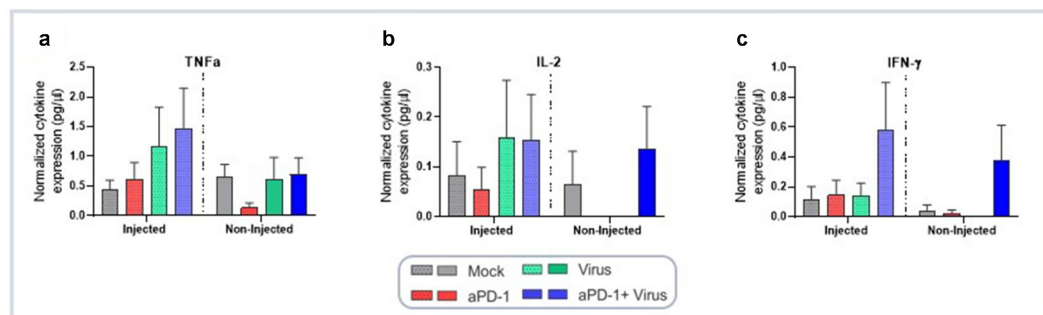 a
TNFa
Normalized cytokine
expression (pg/µl)
2.5
2.0
1.5
1.0
0.5
0.0
Injected
Non-Injected
b
IL-2
Normalized cytokine
expression (pg/µl)
0.3
0.2
0.1
0.0
Injected
Non-Injected
c
IFN-γ
Normalized cytokine
expression (pg/µl)
1.0
0.8
0.6
0.4
0.2
0.0
Injected
Non-Injected
Mock
Virus
aPD-1
aPD-1+ Virus